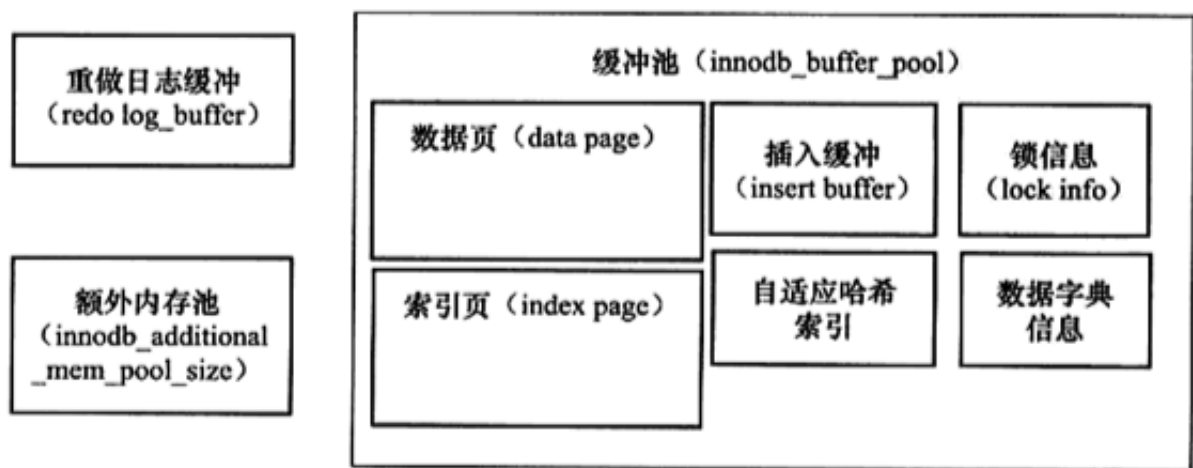 重做日志缓冲
（redo log_buffer）
额外内存池
（innodb_additional
_mem_pool_size）
缓冲池（innodb_buffer_pool）
数据页（data page）
插入缓冲
（insert buffer）
锁信息
（lock info）
索引页（index page）
自适应哈希
索引
数据字典
信息